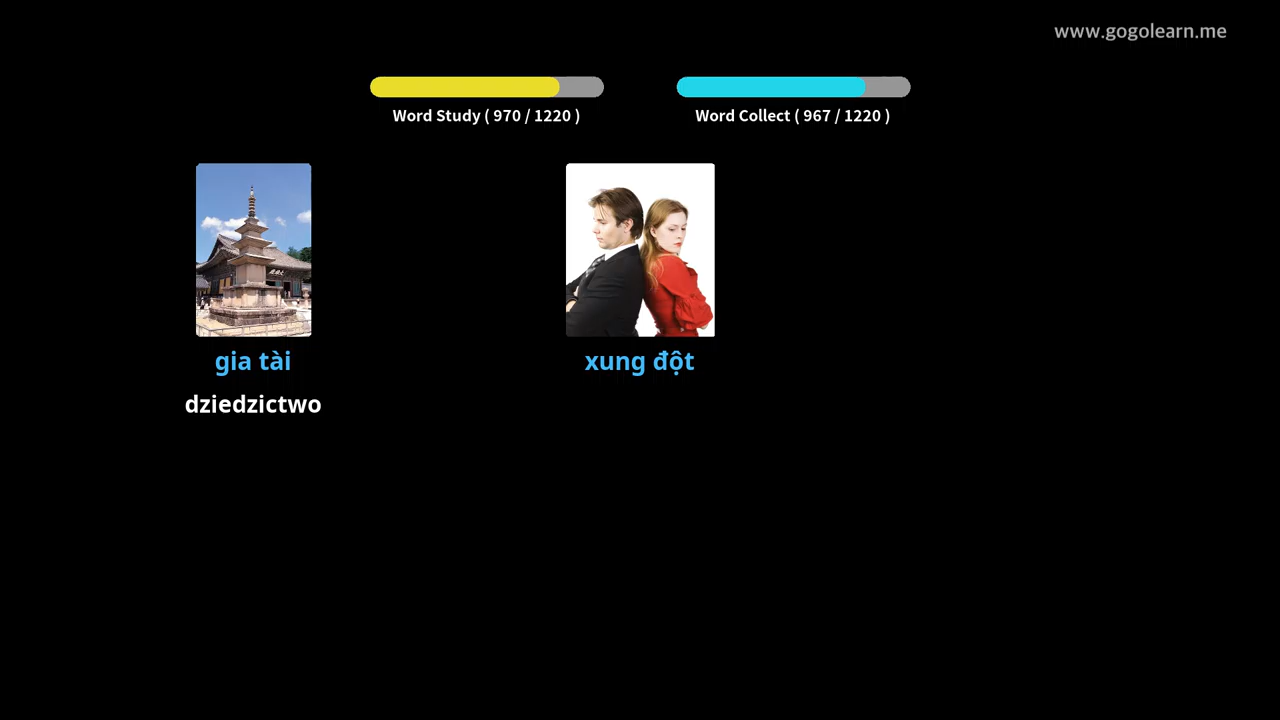 www.gogolearn.me
Word Study ( 970 / 1220 )
Word Collect ( 967 / 1220 )
gia tài
xung đột
dziedzictwo